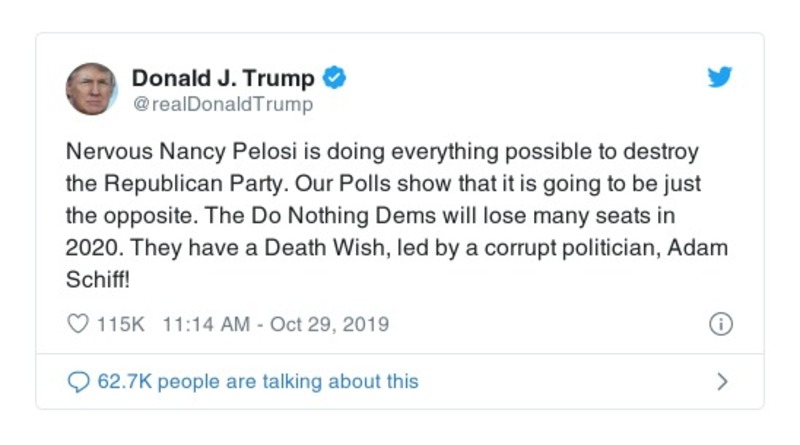 Donald J. Trump
@realDonaldTrump
Nervous Nancy Pelosi is doing everything possible to destroy
the Republican Party. Our Polls show that it is going to be just
the opposite. The Do Nothing Dems will lose many seats in
2020. They have a Death Wish, led by a corrupt politician, Adam
Schiff!
115K 11:14 AM - Oct 29, 2019
62.7K people are talking about this